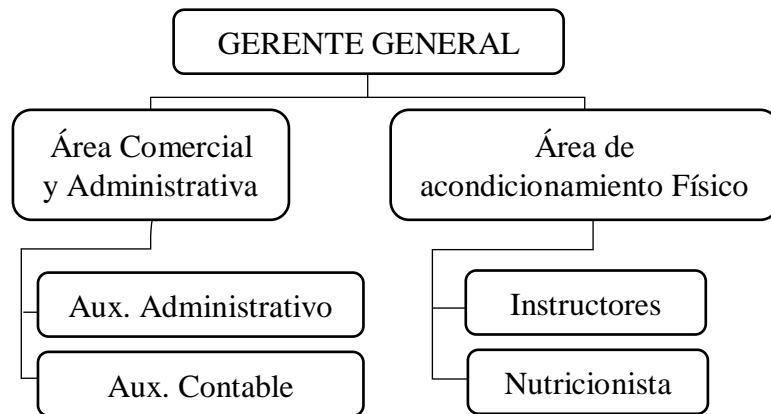 GERENTE GENERAL
Área Comercial
y Administrativa
Área de
acondicionamiento Físico
Aux. Administrativo
Aux. Contable
Instructores
Nutricionista